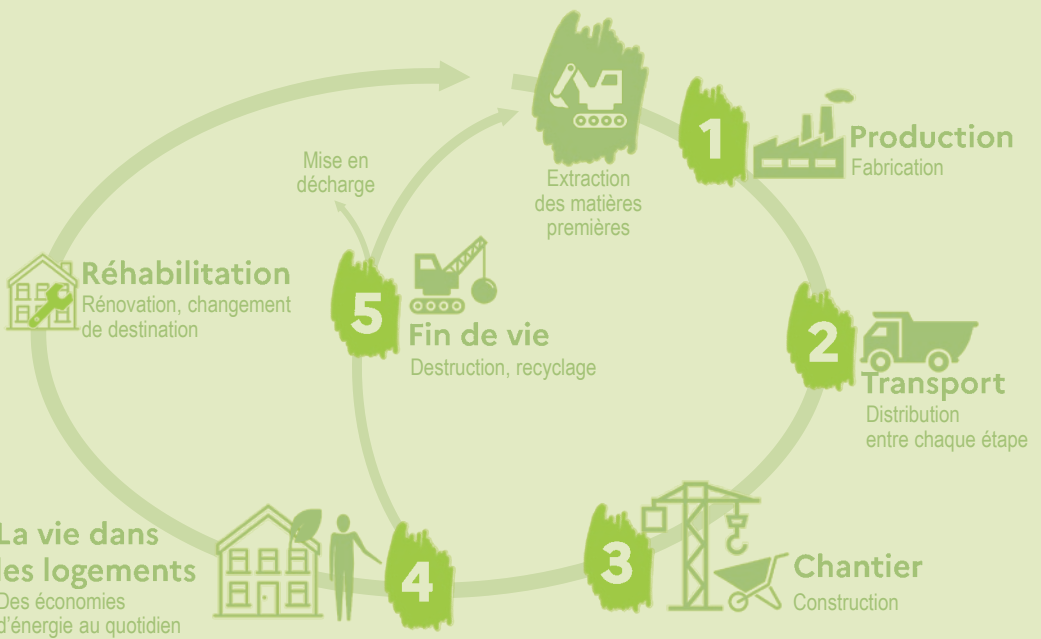 Extraction
des matières
premières
1
Production
Fabrication
2
Transport
Distribution
entre chaque étape
3
Chantier
Construction
4
La vie dans
les logements
Des économies
d'énergie au quotidien
5
Fin de vie
Destruction, recyclage
Mise en
décharge
Réhabilitation
Rénovation, changement
de destination